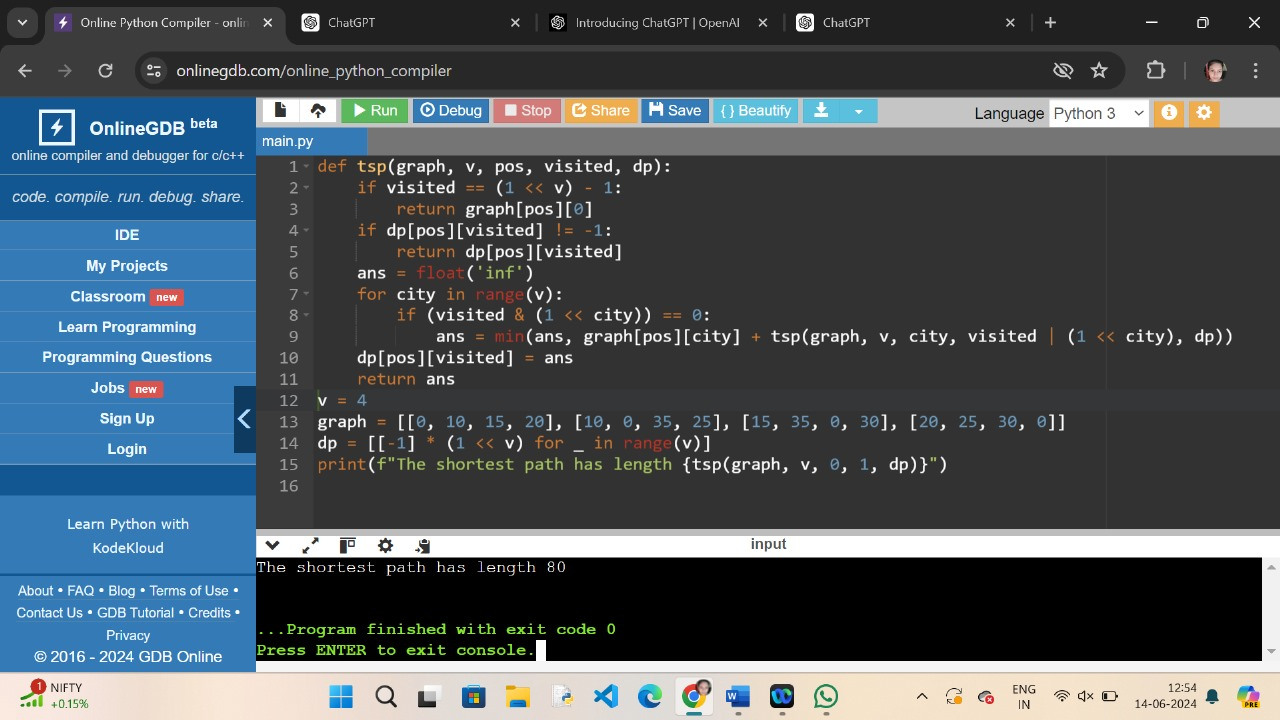 Online Python Compiler - onlin
ChatGPT
Introducing ChatGPT | OpenAI
ChatGPT
onlinegdb.com/online_python_compiler
OnlineGDB beta
online compiler and debugger for c/c++
code. compile. run. debug. share.
IDE
My Projects
Classroom new
Learn Programming
Programming Questions
Jobs new
Sign Up
Login
Learn Python with
KodeKloud
About • FAQ • Blog • Terms of Use •
Contact Us • GDB Tutorial • Credits •
Privacy
© 2016 - 2024 GDB Online
Run Debug Stop Share Save { } Beautify
Language Python 3
main.py
1 def tsp(graph, v, pos, visited, dp):
2     if visited == (1 << v) - 1:
3         return graph[pos][0]
4     if dp[pos][visited] != -1:
5         return dp[pos][visited]
6     ans = float('inf')
7     for city in range(v):
8         if (visited & (1 << city)) == 0:
9             ans = min(ans, graph[pos][city] + tsp(graph, v, city, visited | (1 << city), dp))
10     dp[pos][visited] = ans
11     return ans
12 v = 4
13 graph = [[0, 10, 15, 20], [10, 0, 35, 25], [15, 35, 0, 30], [20, 25, 30, 0]]
14 dp = [[-1] * (1 << v) for _ in range(v)]
15 print(f"The shortest path has length {tsp(graph, v, 0, 1, dp)}")
16
input
The shortest path has length 80
...Program finished with exit code 0
Press ENTER to exit console.
1
NIFTY
+0.15%
W
ENG
IN
12:54
14-06-2024
PRE